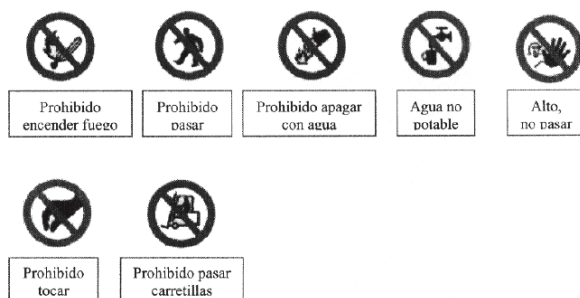 Prohibido
encender fuego
Prohibido
pasar
Prohibido apagar
con agua
Agua no
potable
Alto,
no pasar
Prohibido
tocar
Prohibido pasar
carretillas